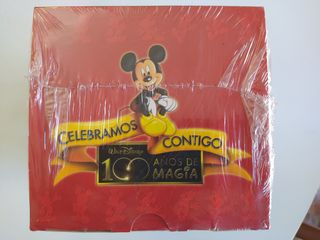 CELEBRAMOS CONTIGO
WALT DISNEY
100 AÑOS DE
MAGIA